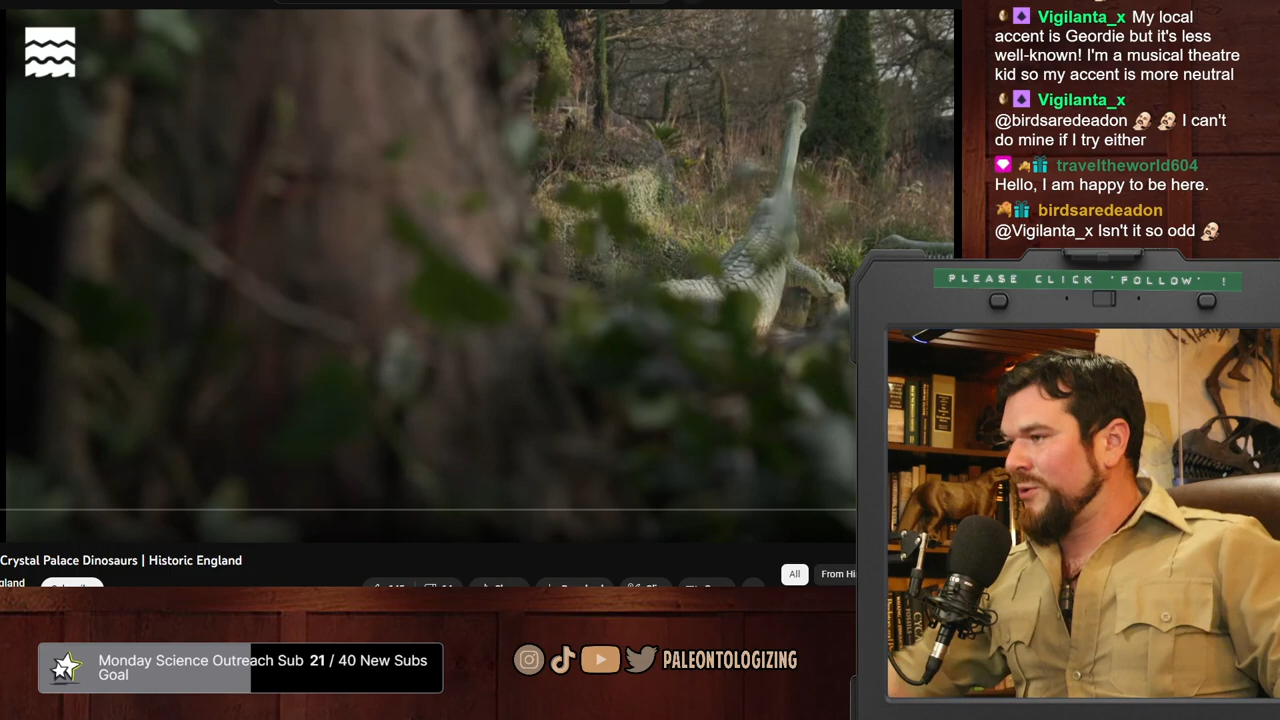 Vigilanta_x My local
accent is Geordie but it's less
well-known! I'm a musical theatre
kid so my accent is more neutral
Vigilanta_x
@birdsaredeadon I can't
do mine if I try either
traveltheworld604
Hello, I am happy to be here.
birdsaredeadon
@Vigilanta_x Isn't it so odd
PLEASE CLICK "FOLLOW" !
Crystal Palace Dinosaurs | Historic England
All
From Hi
Monday Science Outreach Sub 21 / 40 New Subs
Goal
PALEONTOLOGIZING